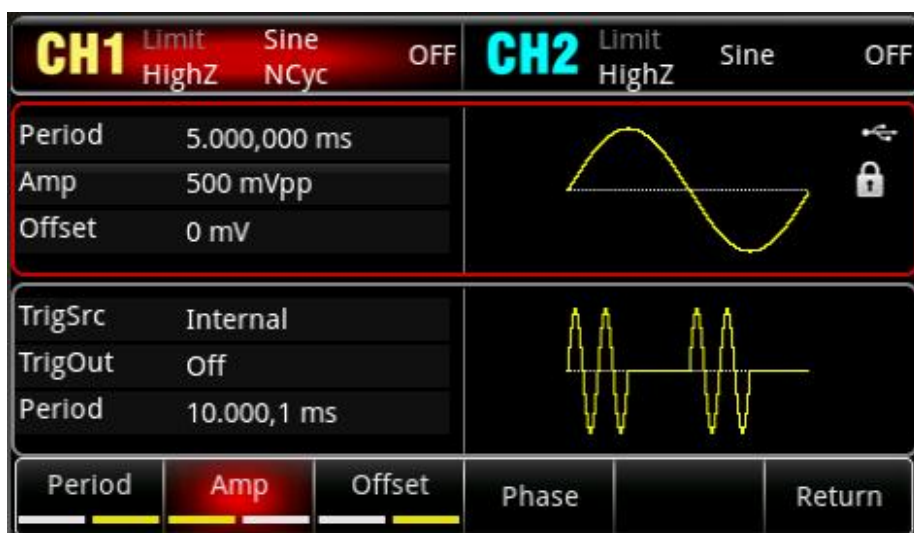 CH1 Limit Sine OFF
HighZ NCyc
CH2 Limit Sine OFF
HighZ
Period 5.000,000 ms
Amp 500 mVpp
Offset 0 mV
TrigSrc Internal
TrigOut Off
Period 10.000,1 ms
Period Amp Offset Phase Return